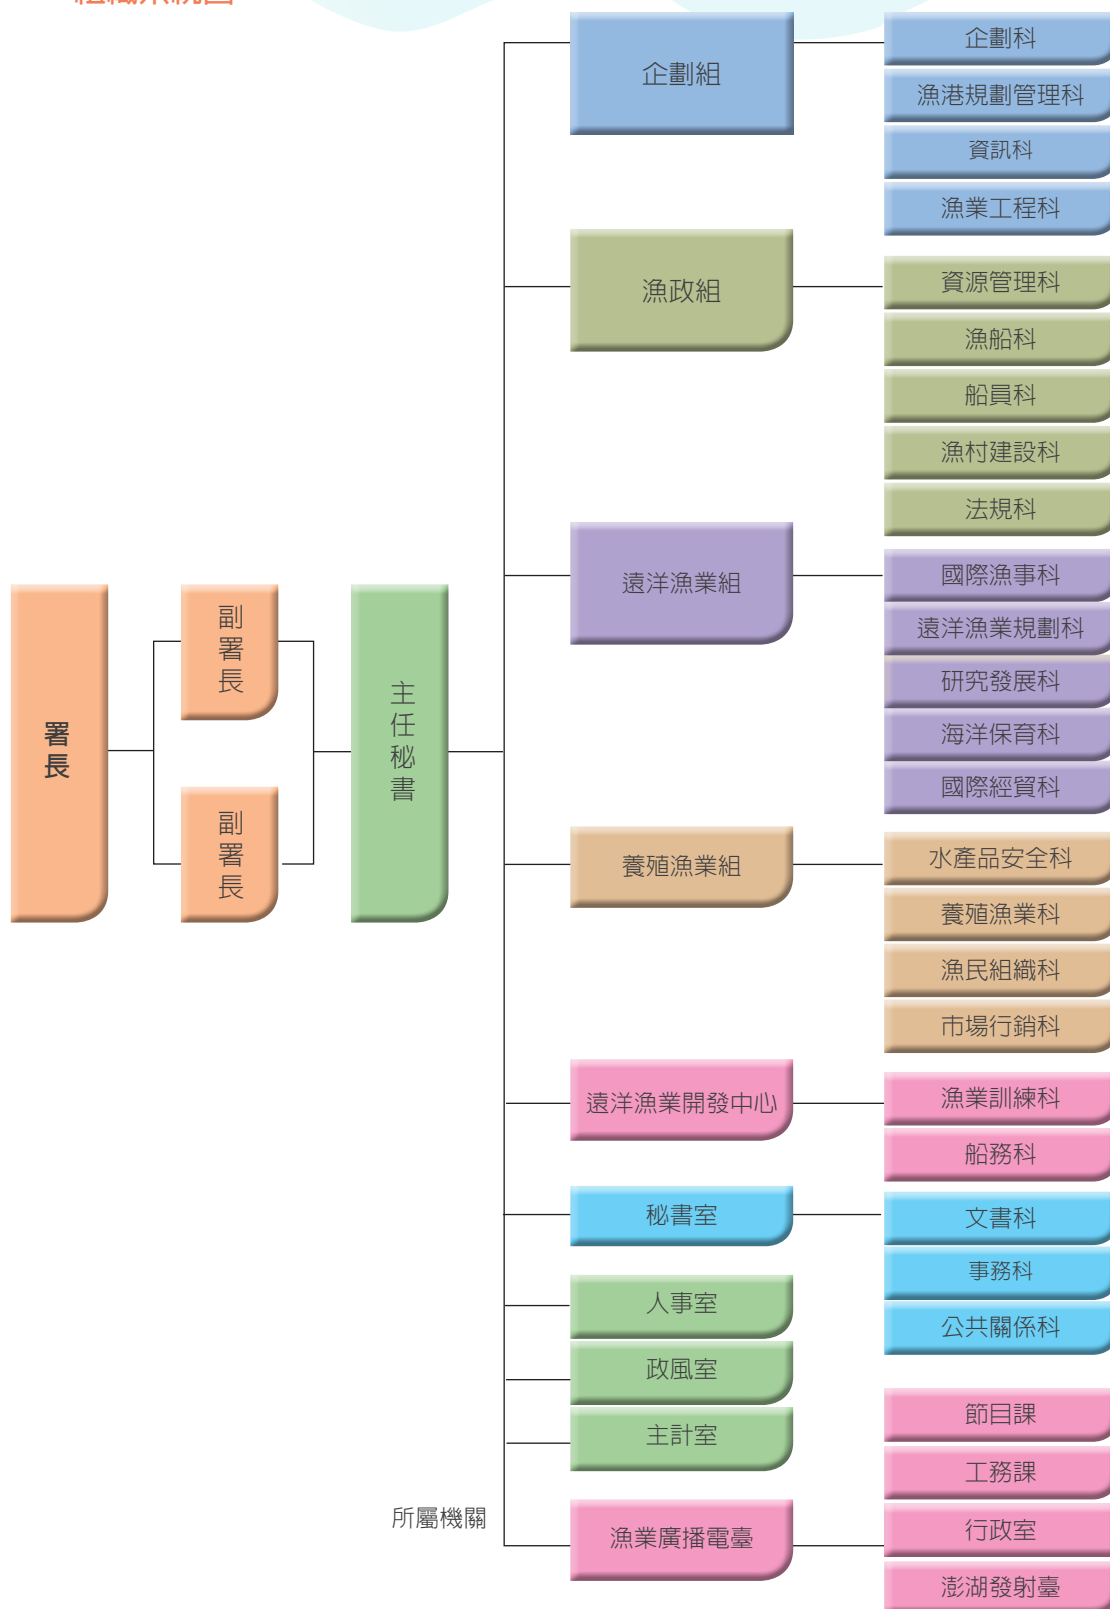 組織系統圖
署長
副署長
副署長
主任秘書
企劃組
企劃科
漁港規劃管理科
資訊科
漁業工程科
漁政組
資源管理科
漁船科
船員科
漁村建設科
法規科
遠洋漁業組
國際漁事科
遠洋漁業規劃科
研究發展科
海洋保育科
國際經貿科
養殖漁業組
水產品安全科
養殖漁業科
漁民組織科
市場行銷科
遠洋漁業開發中心
漁業訓練科
船務科
秘書室
文書科
事務科
公共關係科
人事室
政風室
主計室
所屬機關
漁業廣播電臺
節目課
工務課
行政室
澎湖發射臺